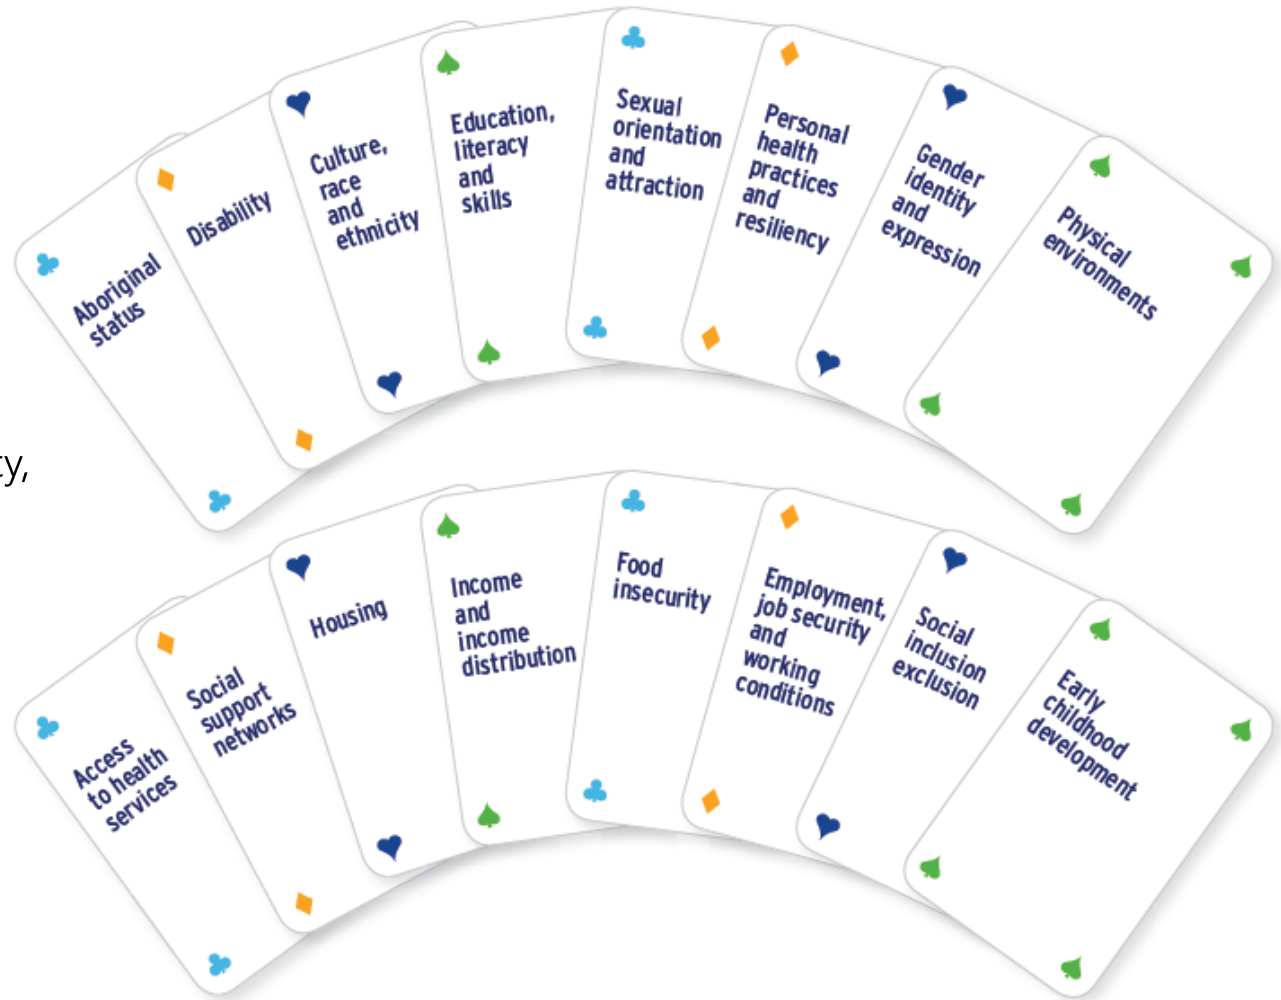 Aboriginal
status
Disability
Culture,
race
and
ethnicity
Education,
literacy
and
skills
Sexual
orientation
and
attraction
Personal
health
practices
and
resiliency
Gender
identity
and
expression
Physical
environments
ty,
Access
to health
services
Social
support
networks
Housing
Income
and
income
distribution
Food
insecurity
Employment,
job security
and
working
conditions
Social
inclusion
exclusion
Early
childhood
development